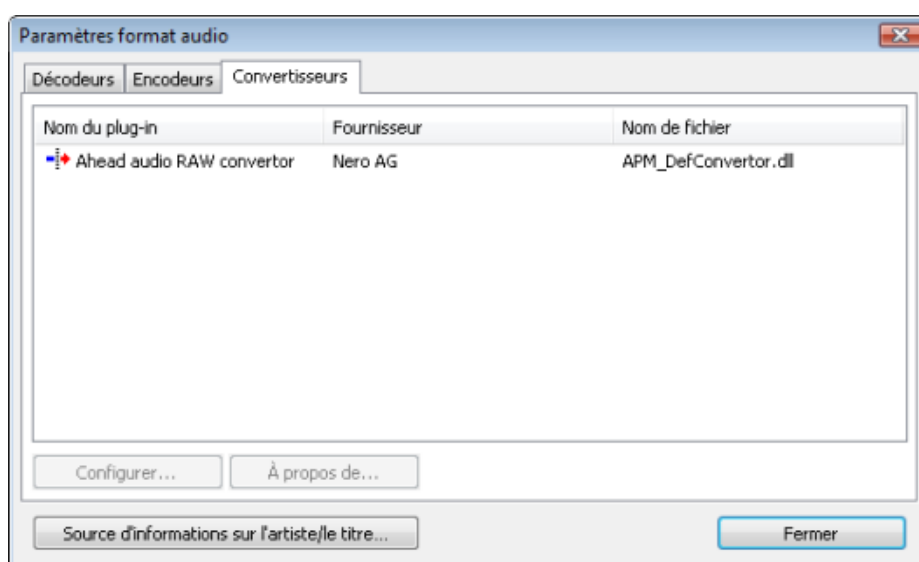 Paramètres format audio
Décodeurs Encodeurs Convertisseurs
Nom du plug-in Fournisseur Nom de fichier
Ahead audio RAW convertor Nero AG APM_DefConvertor.dll
Configurer... À propos de...
Source d'informations sur l'artiste/le titre... Fermer